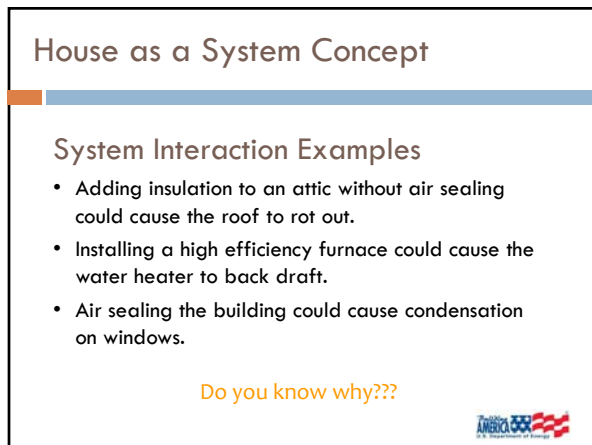 House as a System Concept
System Interaction Examples
• Adding insulation to an attic without air sealing
could cause the roof to rot out.
• Installing a high efficiency furnace could cause the
water heater to back draft.
• Air sealing the building could cause condensation
on windows.
Do you know why???
Building
AMERICA
U.S. Department of Energy